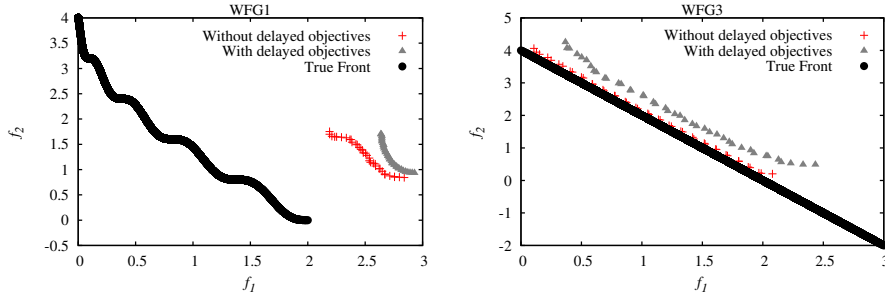 WFG1
4
3.5
3
2.5
2
1.5
1
0.5
0
-0.5
f2
Without delayed objectives
With delayed objectives
True Front
0 0.5 1 1.5 2 2.5 3
f1
WFG3
5
4
3
2
1
0
-1
-2
f2
Without delayed objectives
With delayed objectives
True Front
0 0.5 1 1.5 2 2.5 3
f1